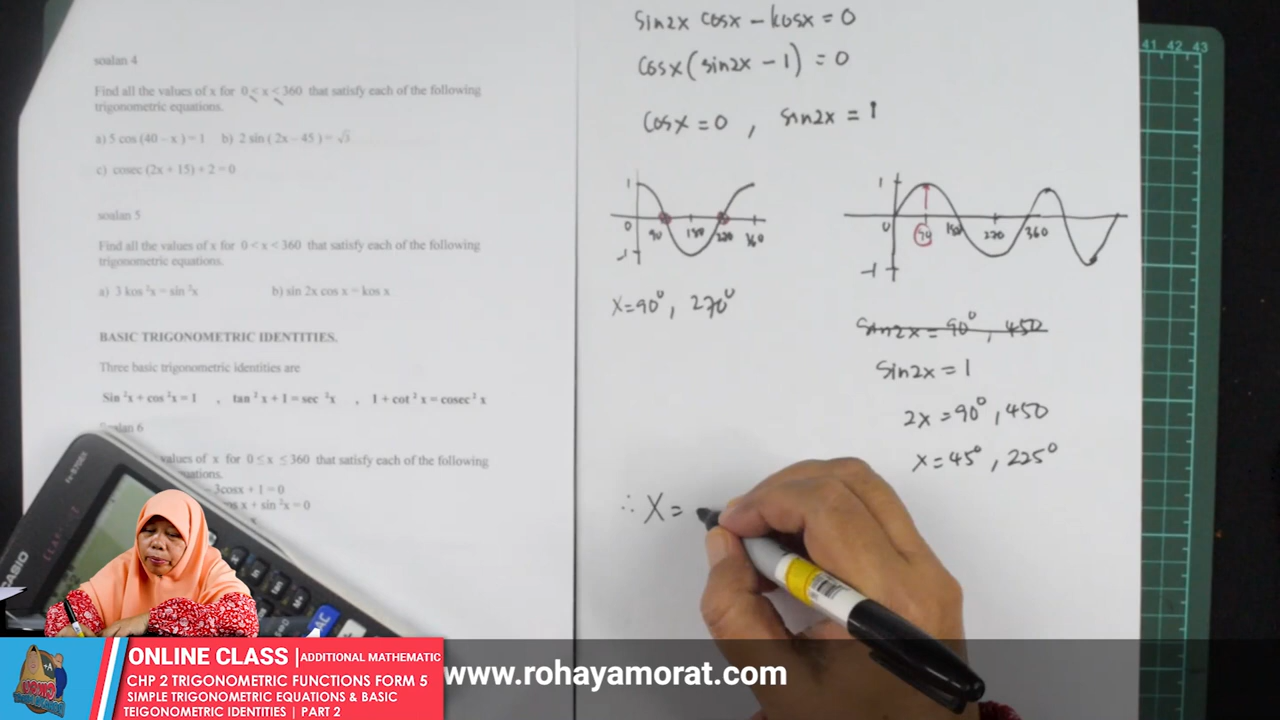 soalan 4
Find all the values of x for 0 < x < 360 that satisfy each of the following
trigonometric equations.
a) 5 cos (40 – x ) = 1 b) 2 sin ( 2x – 45 ) = √3
c) cosec (2x + 15) + 2 = 0
soalan 5
Find all the values of x for 0 < x < 360 that satisfy each of the following
trigonometric equations.
a) 3 kos ²x = sin ²x b) sin 2x cos x = kos x
BASIC TRIGONOMETRIC IDENTITIES.
Three basic trigonometric identities are
Sin ²x + cos ²x = 1 , tan ² x + 1 = sec ²x , 1 + cot ² x = cosec ² x
Soalan 6
values of x for 0 ≤ x ≤ 360 that satisfy each of the following
equations.
3cosx + 1 = 0
x + sin ²x = 0
sin2x cosx – kosx = 0
cosx (sin2x – 1) = 0
cosx = 0 , sin2x = 1
1
0 90 180 270 360
-1
x = 90°, 270°
1
0 90 180 270 360
-1
sin2x = 90° , 450
sin2x = 1
2x = 90° , 450
x = 45° , 225°
∴ x =
CASIO
fx-570EX
AC
ONLINE CLASS | ADDITIONAL MATHEMATIC
CHP 2 TRIGONOMETRIC FUNCTIONS FORM 5
SIMPLE TRIGONOMETRIC EQUATIONS & BASIC
TEIGONOMETRIC IDENTITIES | PART 2
www.rohayamorat.com
41 42 43